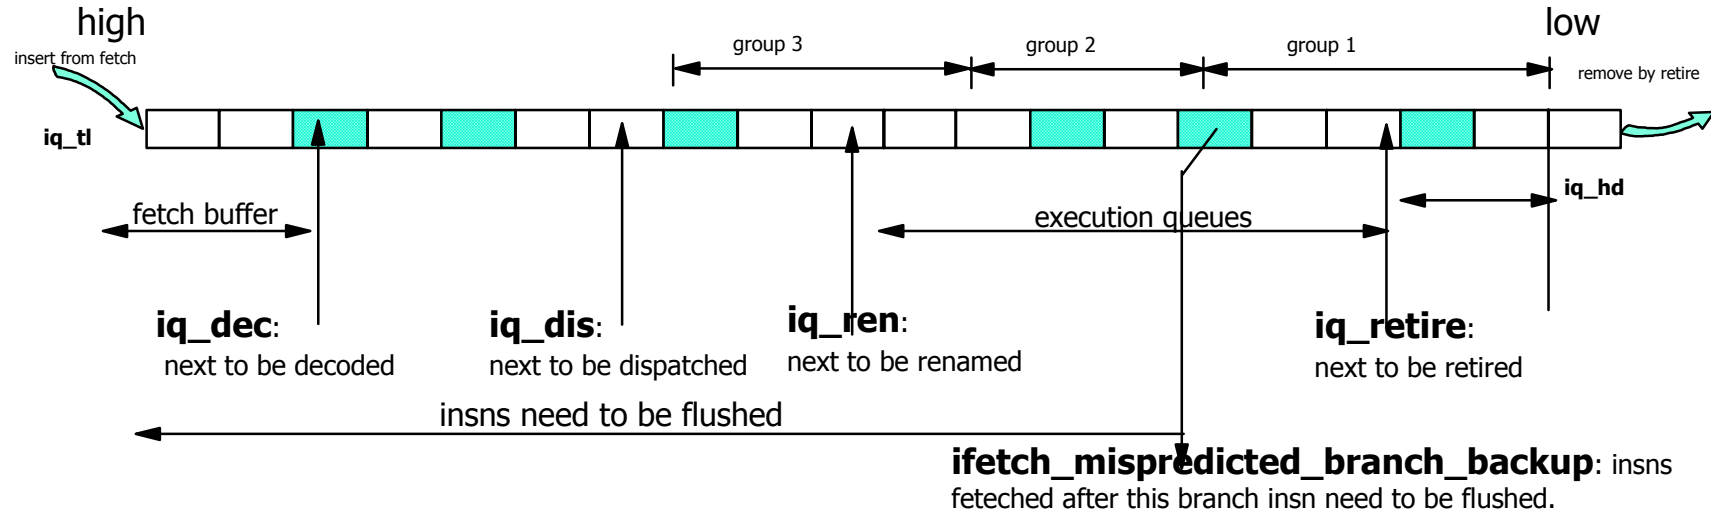 high
low
group 3
group 2
group 1
insert from fetch
remove by retire
iq_tl
iq_hd
fetch buffer
execution queues
iq_dec:
next to be decoded
iq_dis:
next to be dispatched
iq_ren:
next to be renamed
iq_retire:
next to be retired
insns need to be flushed
ifetch_mispredicted_branch_backup: insns
feteched after this branch insn need to be flushed.